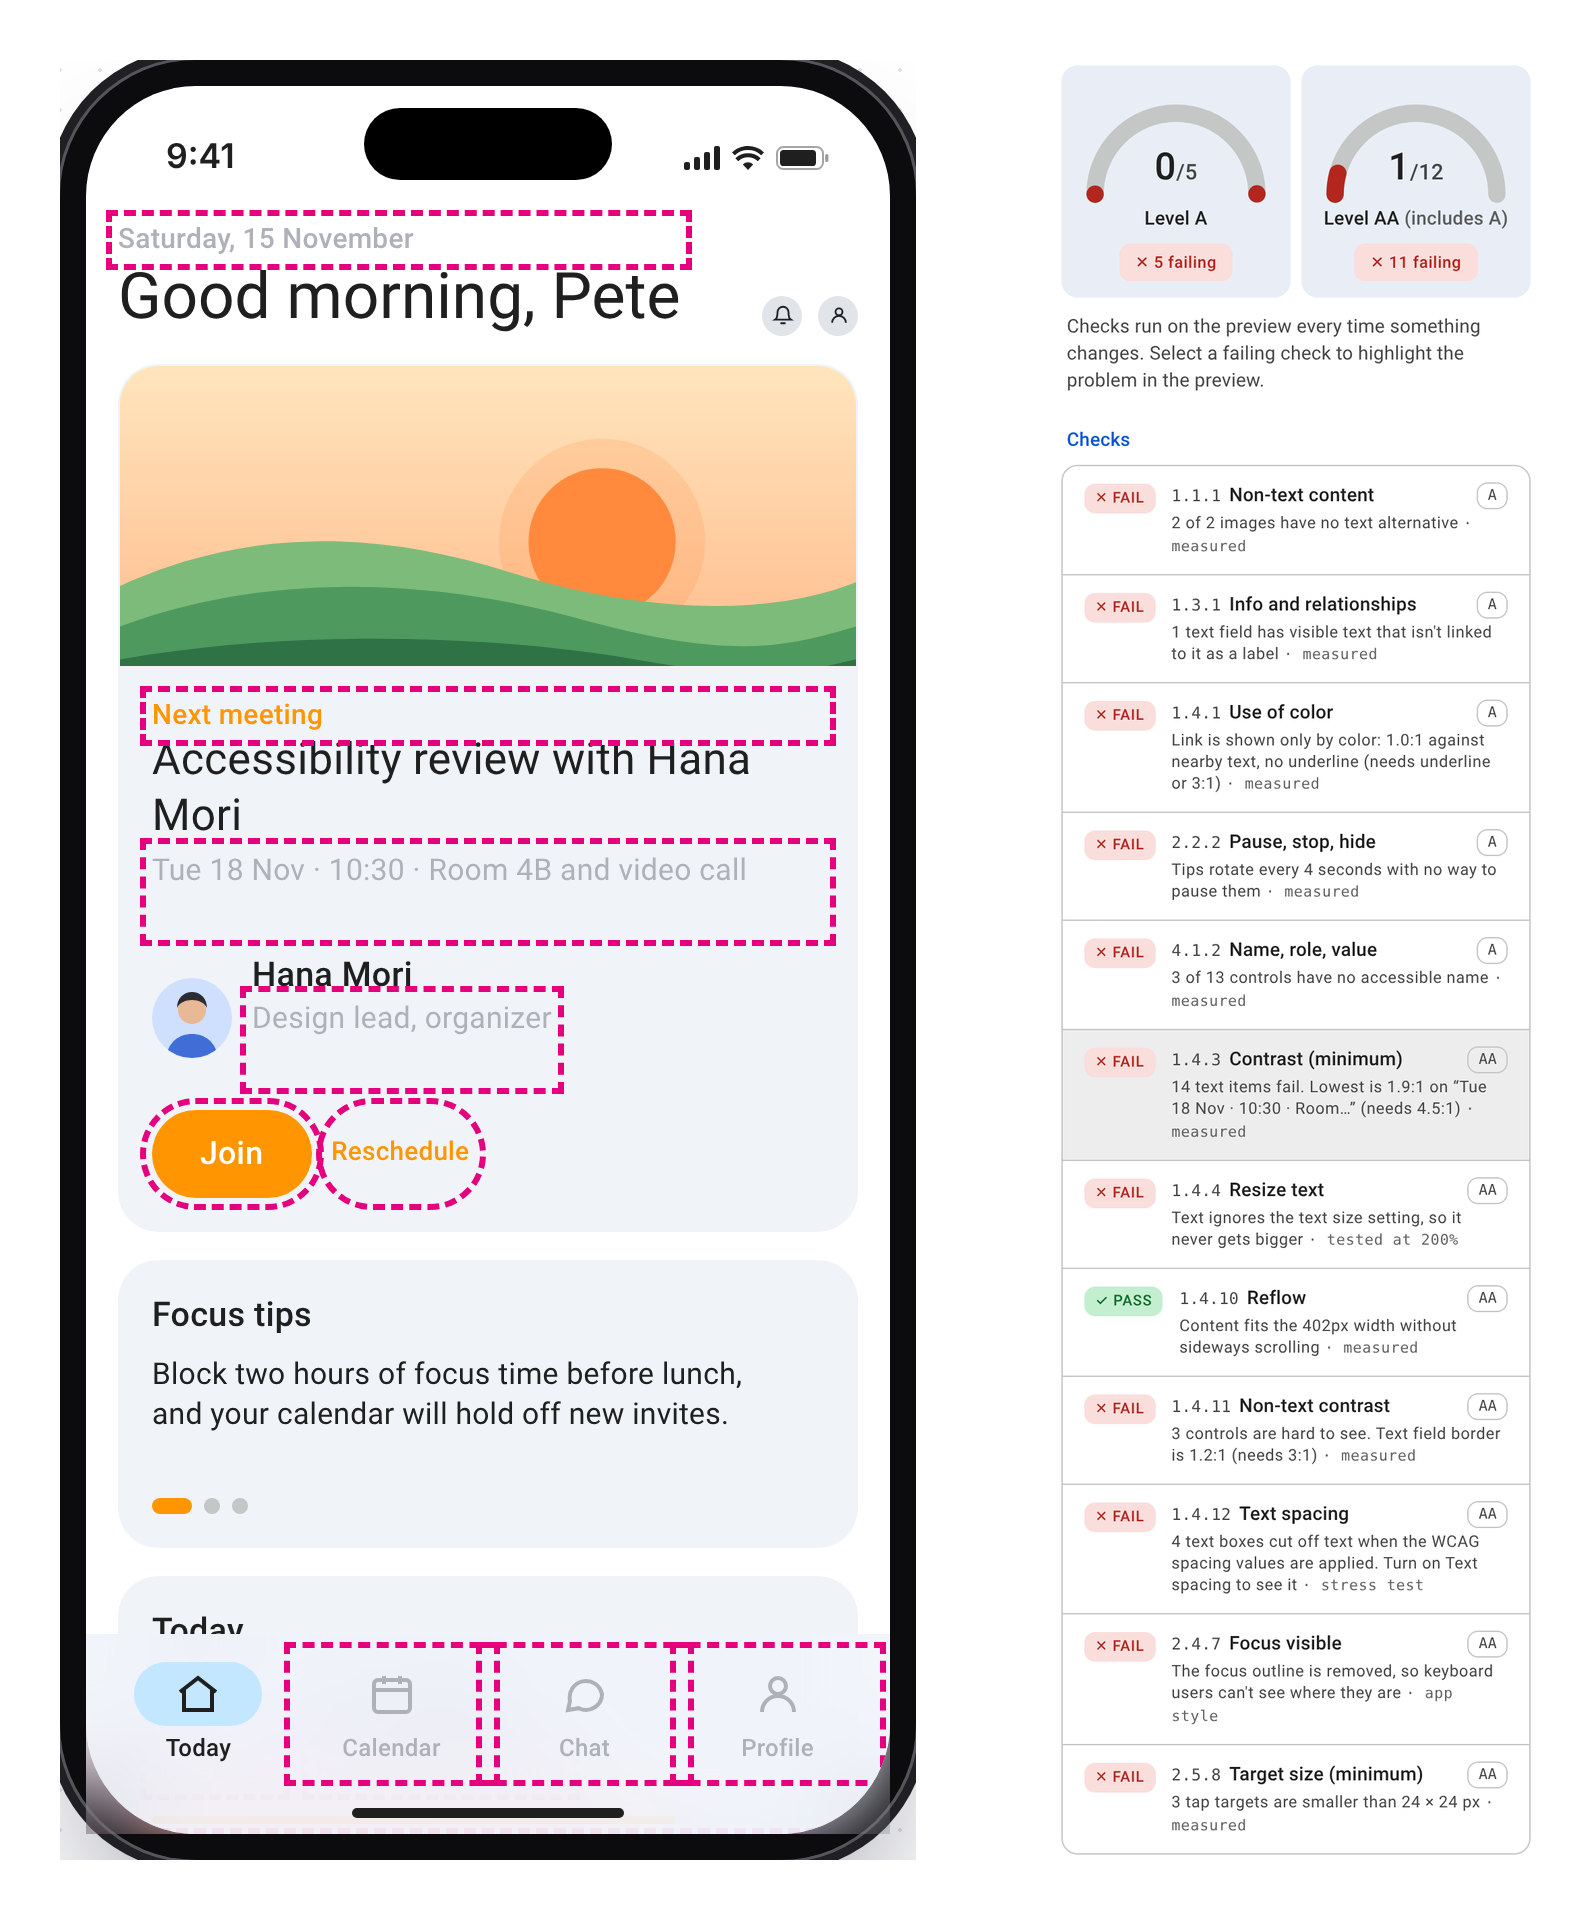 9:41
Saturday, 15 November
Good morning, Pete
Next meeting
Accessibility review with Hana
Mori
Tue 18 Nov · 10:30 · Room 4B and video call
Hana Mori
Design lead, organizer
Join
Reschedule
Focus tips
Block two hours of focus time before lunch,
and your calendar will hold off new invites.
Today
Today
Calendar
Chat
Profile
0/5
Level A
✕ 5 failing
1/12
Level AA (includes A)
✕ 11 failing
Checks run on the preview every time something
changes. Select a failing check to highlight the
problem in the preview.
Checks
✕ FAIL 1.1.1 Non-text content A
2 of 2 images have no text alternative ·
measured
✕ FAIL 1.3.1 Info and relationships A
1 text field has visible text that isn't linked
to it as a label · measured
✕ FAIL 1.4.1 Use of color A
Link is shown only by color: 1.0:1 against
nearby text, no underline (needs underline
or 3:1) · measured
✕ FAIL 2.2.2 Pause, stop, hide A
Tips rotate every 4 seconds with no way to
pause them · measured
✕ FAIL 4.1.2 Name, role, value A
3 of 13 controls have no accessible name ·
measured
✕ FAIL 1.4.3 Contrast (minimum) AA
14 text items fail. Lowest is 1.9:1 on “Tue
18 Nov · 10:30 · Room…” (needs 4.5:1) ·
measured
✕ FAIL 1.4.4 Resize text AA
Text ignores the text size setting, so it
never gets bigger · tested at 200%
✓ PASS 1.4.10 Reflow AA
Content fits the 402px width without
sideways scrolling · measured
✕ FAIL 1.4.11 Non-text contrast AA
3 controls are hard to see. Text field border
is 1.2:1 (needs 3:1) · measured
✕ FAIL 1.4.12 Text spacing AA
4 text boxes cut off text when the WCAG
spacing values are applied. Turn on Text
spacing to see it · stress test
✕ FAIL 2.4.7 Focus visible AA
The focus outline is removed, so keyboard
users can't see where they are · app
style
✕ FAIL 2.5.8 Target size (minimum) AA
3 tap targets are smaller than 24 × 24 px ·
measured